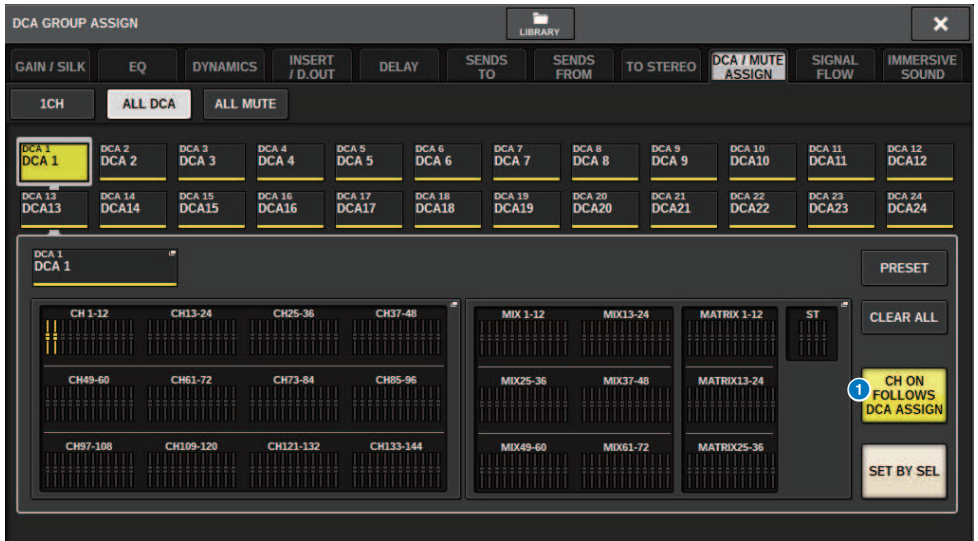 DCA GROUP ASSIGN
LIBRARY
GAIN / SILK
EQ
DYNAMICS
INSERT
/ D.OUT
DELAY
SENDS
TO
SENDS
FROM
TO STEREO
DCA / MUTE
ASSIGN
SIGNAL
FLOW
IMMERSIVE
SOUND
1CH
ALL DCA
ALL MUTE
DCA 1
DCA 1
DCA 2
DCA 2
DCA 3
DCA 3
DCA 4
DCA 4
DCA 5
DCA 5
DCA 6
DCA 6
DCA 7
DCA 7
DCA 8
DCA 8
DCA 9
DCA 9
DCA 10
DCA10
DCA 11
DCA11
DCA 12
DCA12
DCA 13
DCA13
DCA 14
DCA14
DCA 15
DCA15
DCA 16
DCA16
DCA 17
DCA17
DCA 18
DCA18
DCA 19
DCA19
DCA 20
DCA20
DCA 21
DCA21
DCA 22
DCA22
DCA 23
DCA23
DCA 24
DCA24
DCA 1
DCA 1
PRESET
CH 1-12 CH13-24 CH25-36 CH37-48
MIX 1-12 MIX13-24 MATRIX 1-12 ST
CLEAR ALL
CH49-60 CH61-72 CH73-84 CH85-96
MIX25-36 MIX37-48 MATRIX13-24
1
CH ON
FOLLOWS
DCA ASSIGN
CH97-108 CH109-120 CH121-132 CH133-144
MIX49-60 MIX61-72 MATRIX25-36
SET BY SEL